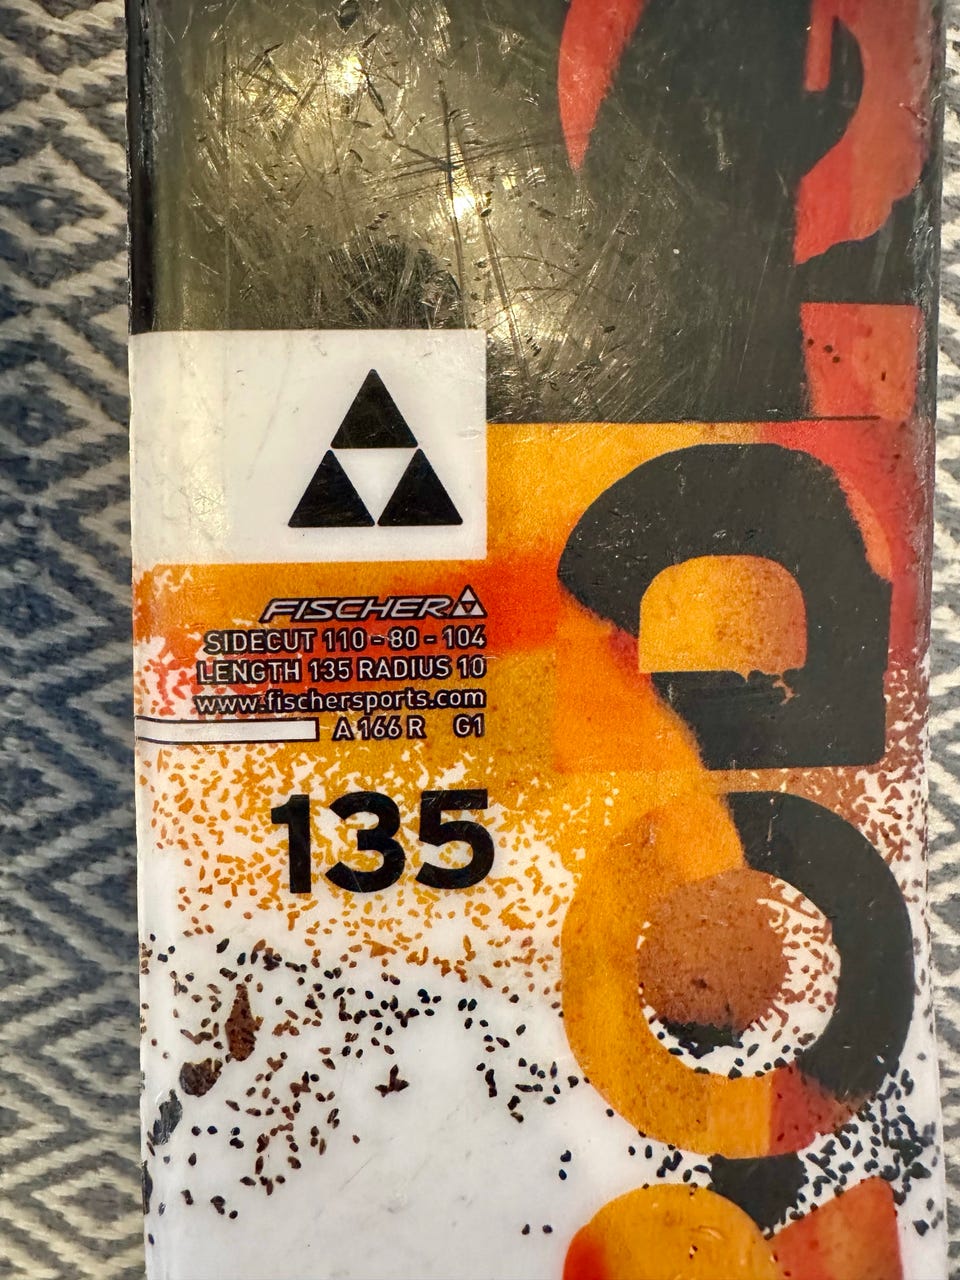 FISCHER
SIDECUT 110 - 80 - 104
LENGTH 135 RADIUS 10
www.fischersports.com
A 166 R G1
135